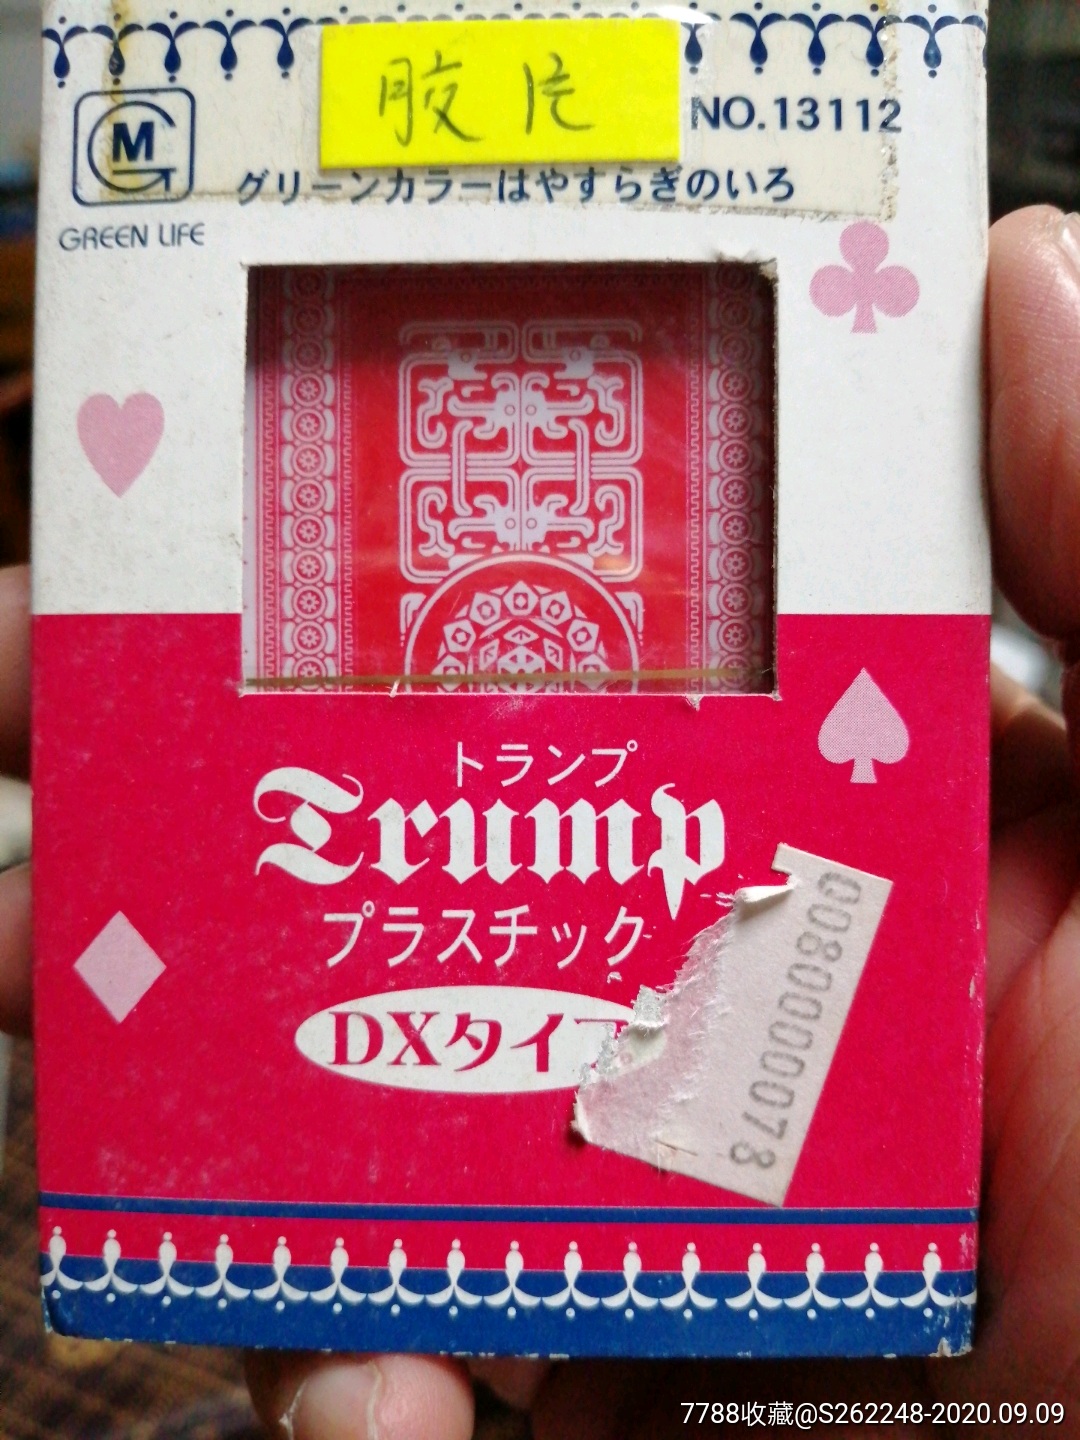 胶片
M
NO.13112
グリーンカラーはやすらぎのいろ
GREEN LIFE
トランプ
Trump
プラスチック
DXタイプ
00800000078
7788收藏@S262248-2020.09.09